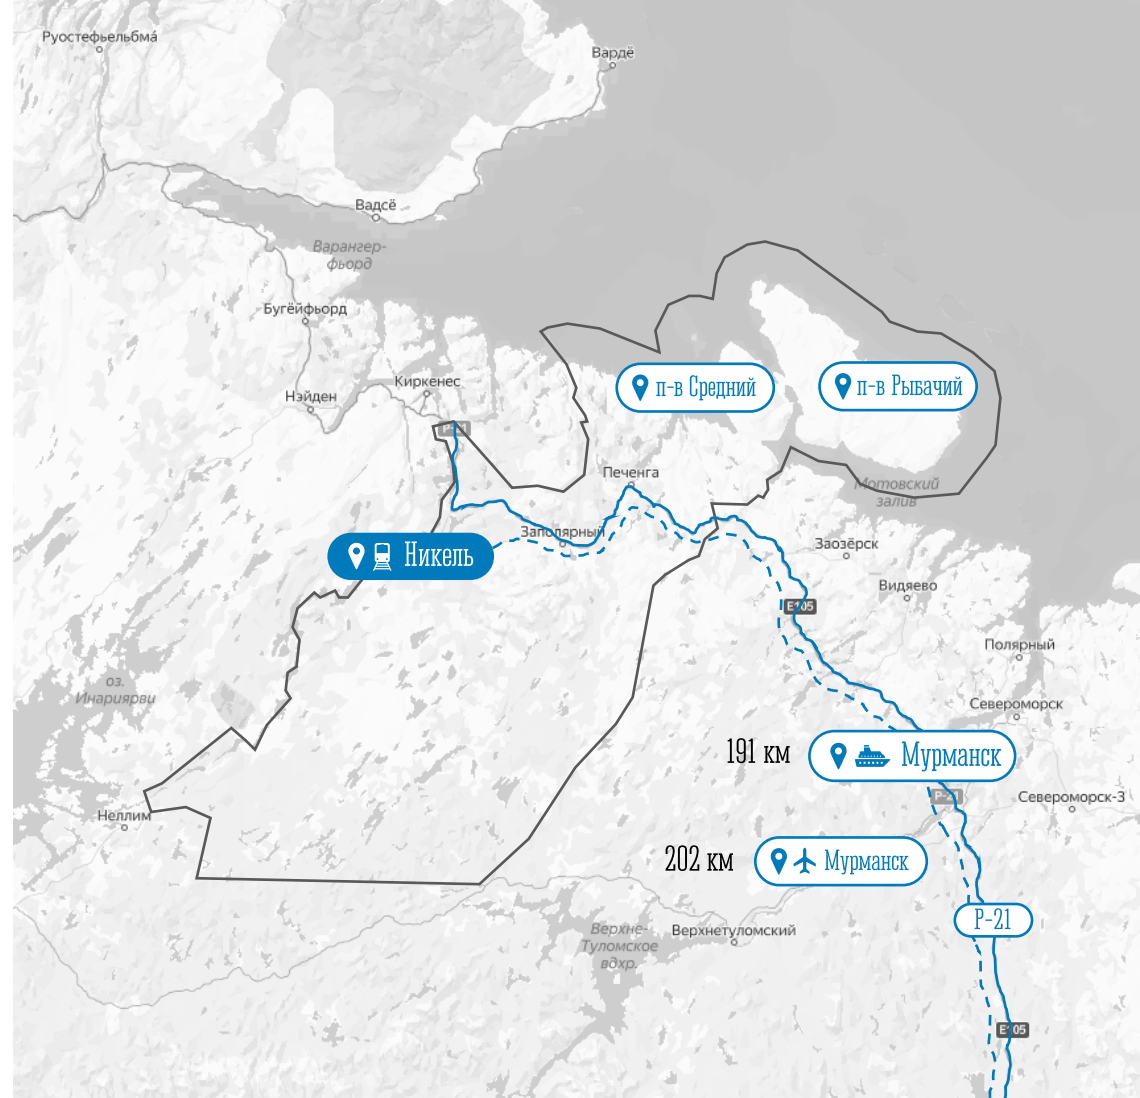 Руостефьельбма́
Вардё
Вадсё
Варангер-
фьорд
Бугёйфьорд
Киркенес
Нэйден
п-в Средний
п-в Рыбачий
Печенга
Мотовский
залив
Заполярный
Никель
Заозёрск
Видяево
E105
Полярный
оз.
Инариярви
Североморск
191 км
Мурманск
P-21
Североморск-3
Неллим
202 км
Мурманск
Р-21
Верхне-
Туломское
вдхр.
Верхнетуломский
E105